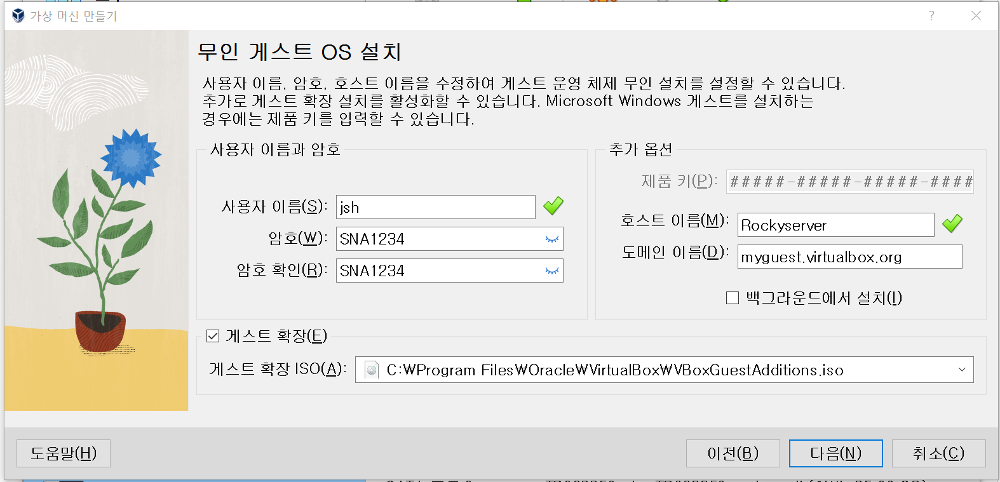 가상 머신 만들기
무인 게스트 OS 설치
사용자 이름, 암호, 호스트 이름을 수정하여 게스트 운영 체제 무인 설치를 설정할 수 있습니다.
추가로 게스트 확장 설치를 활성화할 수 있습니다. Microsoft Windows 게스트를 설치하는
경우에는 제품 키를 입력할 수 있습니다.
사용자 이름과 암호
사용자 이름(S): jsh
암호(W): SNA1234
암호 확인(R): SNA1234
추가 옵션
제품 키(P): #####-#####-#####-####
호스트 이름(M): Rockyserver
도메인 이름(D): myguest.virtualbox.org
백그라운드에서 설치(I)
게스트 확장(E)
게스트 확장 ISO(A): C:₩Program Files₩Oracle₩VirtualBox₩VBoxGuestAdditions.iso
도움말(H)
이전(B)
다음(N)
취소(C)